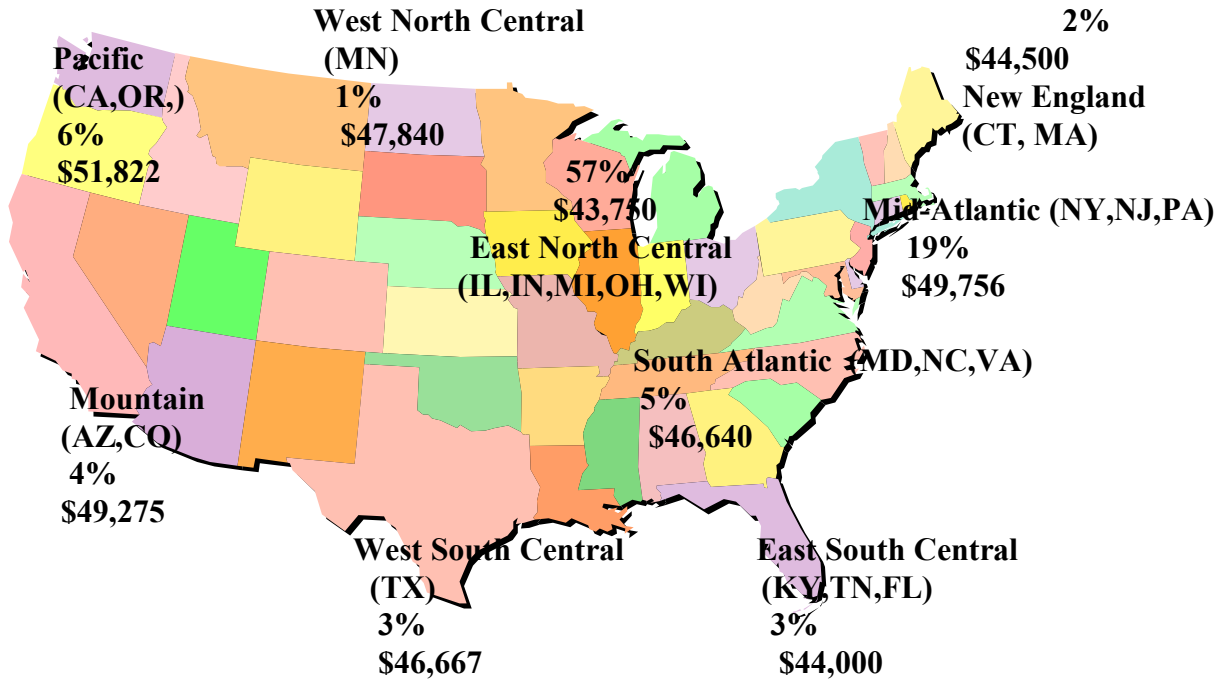 West North Central
(MN)
1%
$47,840
2%
$44,500
New England
(CT, MA)
Pacific
(CA,OR,)
6%
$51,822
57%
$43,750
East North Central
(IL,IN,MI,OH,WI)
Mid-Atlantic (NY,NJ,PA)
19%
$49,756
South Atlantic (MD,NC,VA)
5%
$46,640
Mountain
(AZ,CO)
4%
$49,275
West South Central
(TX)
3%
$46,667
East South Central
(KY,TN,FL)
3%
$44,000